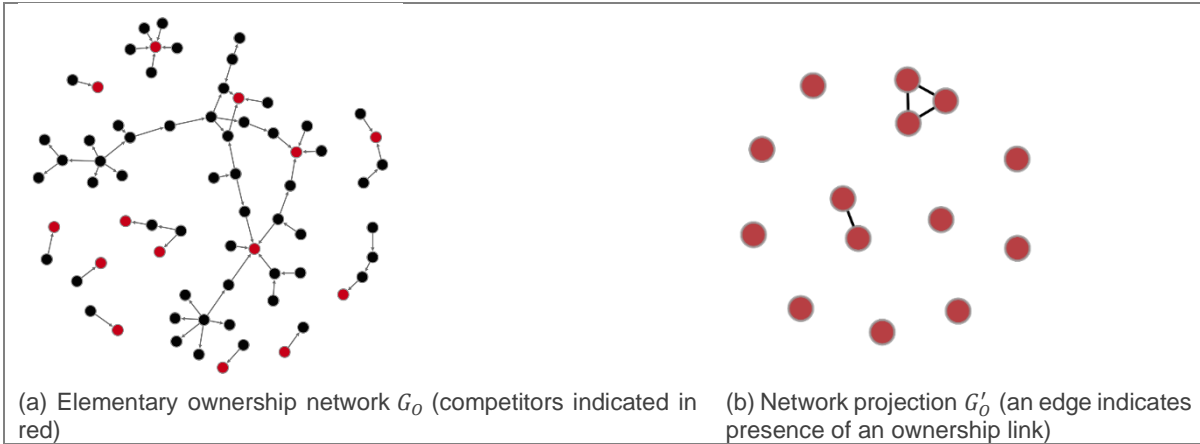 (a) Elementary ownership network G_O (competitors indicated in
red)
(b) Network projection G'_O (an edge indicates
presence of an ownership link)